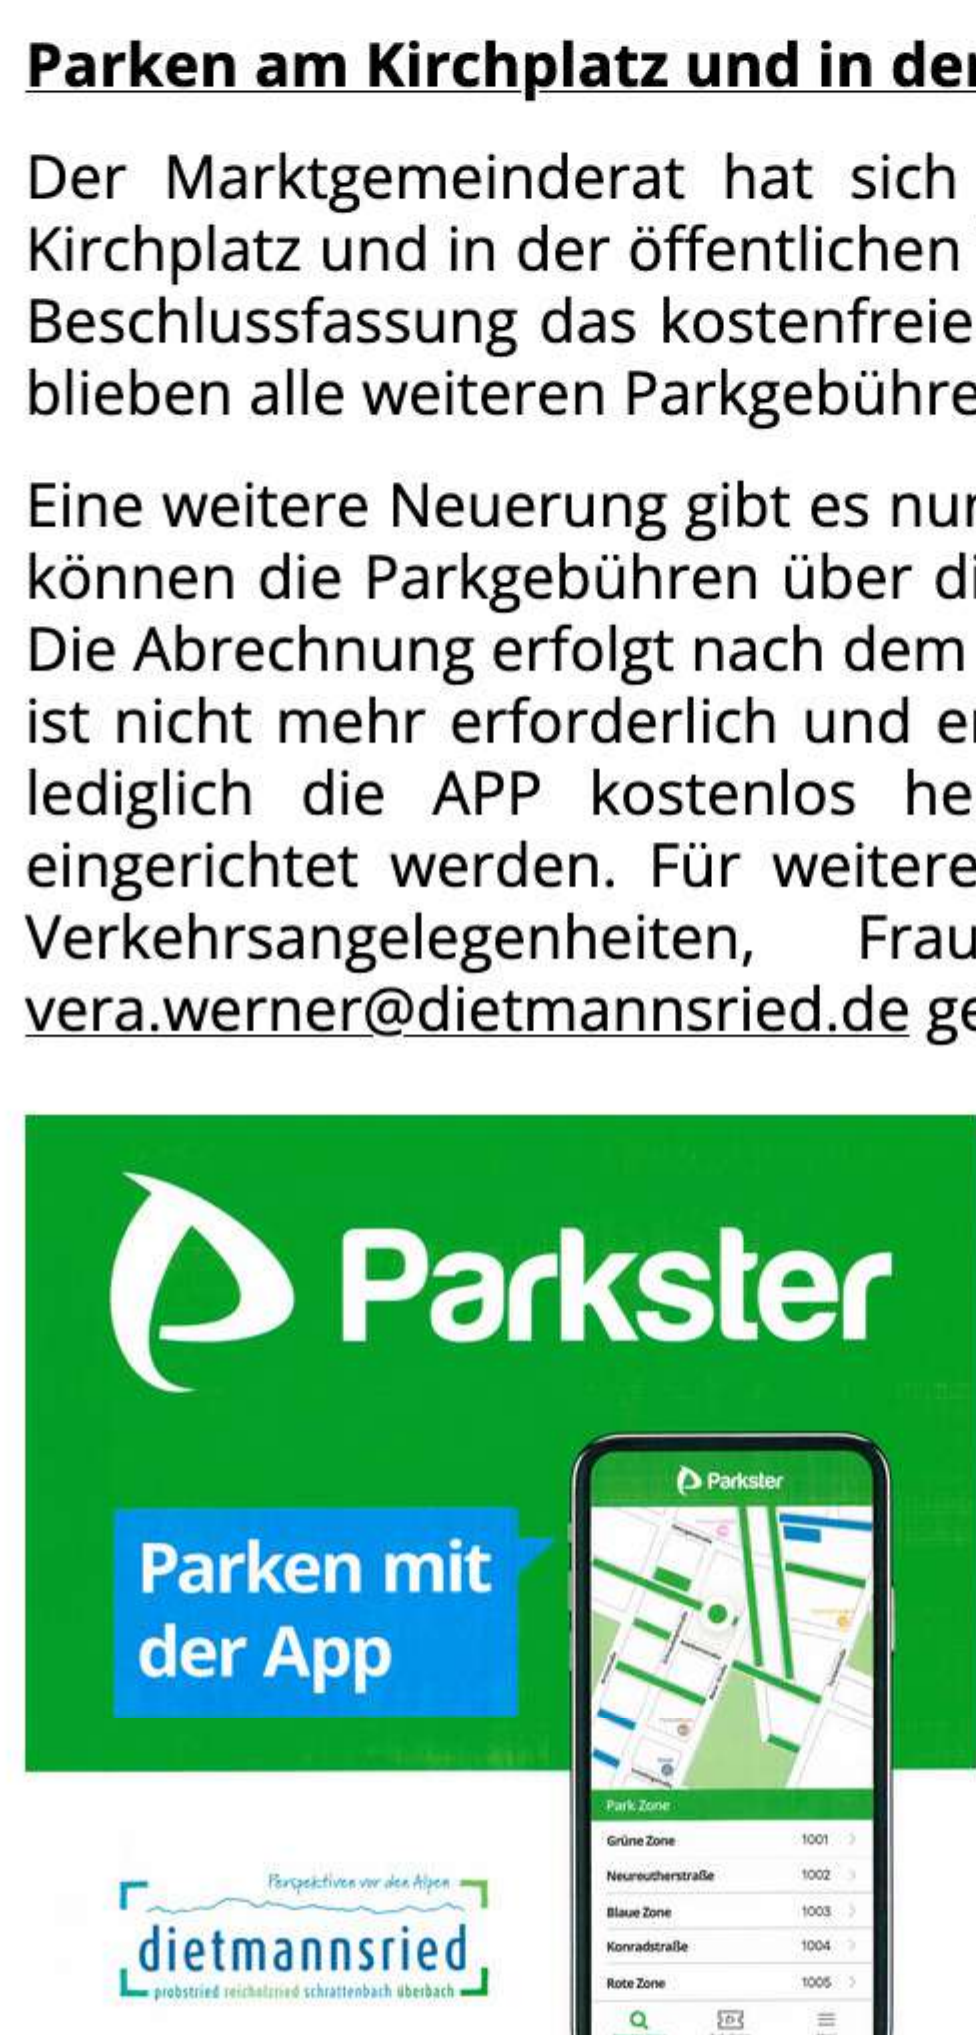 Parken am Kirchplatz und in der
Der Marktgemeinderat hat sich
Kirchplatz und in der öffentlichen
Beschlussfassung das kostenfreie
blieben alle weiteren Parkgebühre
Eine weitere Neuerung gibt es nun
können die Parkgebühren über di
Die Abrechnung erfolgt nach dem
ist nicht mehr erforderlich und er
lediglich die APP kostenlos he
eingerichtet werden. Für weitere
Verkehrsangelegenheiten, Frau
vera.werner@dietmannsried.de ge
Parkster
Parkster
Parken mit
der App
Park Zone
Grüne Zone 1001
Neureutherstraße 1002
Blaue Zone 1003
Konradstraße 1004
Rote Zone 1005
Perspektiven vor den Alpen
dietmannsried
probstried reicholzried schrattenbach überbach